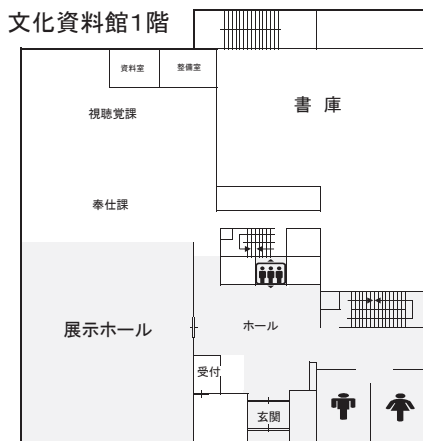 文化資料館1階
資料室
整備室
視聴覚課
書 庫
奉仕課
展示ホール
ホール
受付
玄関